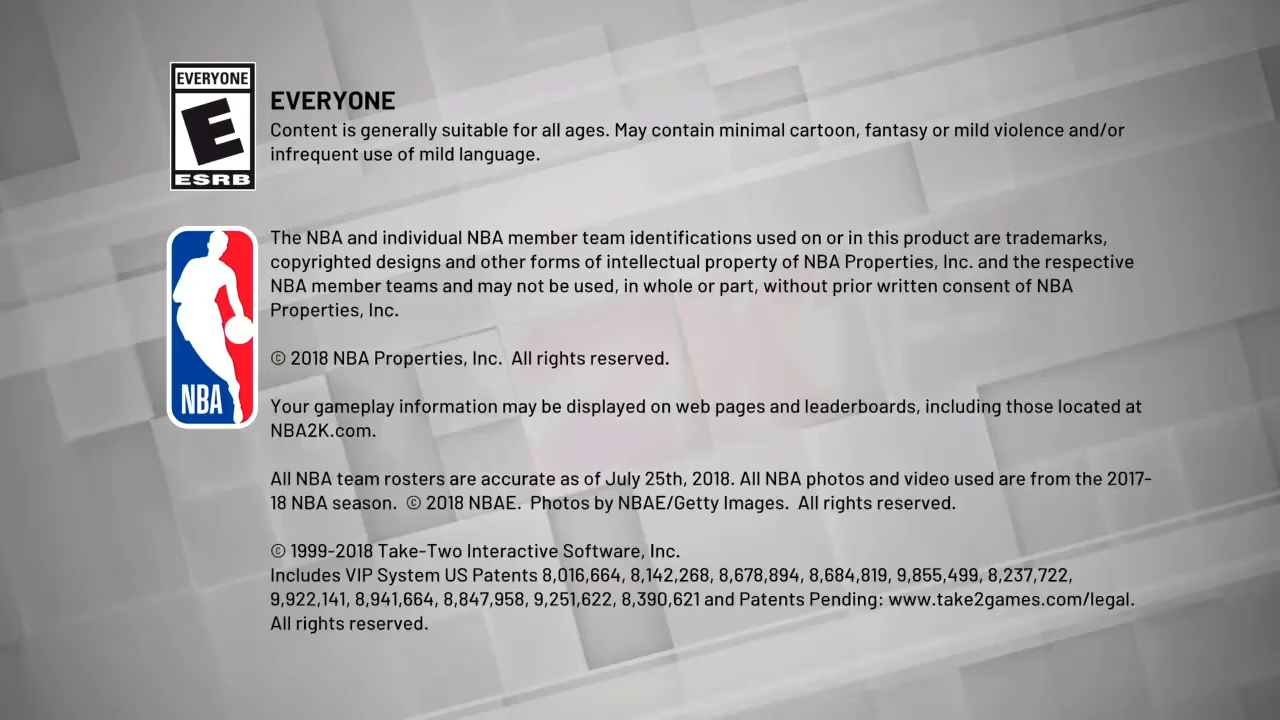 EVERYONE
E
ESRB
EVERYONE
Content is generally suitable for all ages. May contain minimal cartoon, fantasy or mild violence and/or
infrequent use of mild language.
NBA
The NBA and individual NBA member team identifications used on or in this product are trademarks,
copyrighted designs and other forms of intellectual property of NBA Properties, Inc. and the respective
NBA member teams and may not be used, in whole or part, without prior written consent of NBA
Properties, Inc.
© 2018 NBA Properties, Inc.  All rights reserved.
Your gameplay information may be displayed on web pages and leaderboards, including those located at
NBA2K.com.
All NBA team rosters are accurate as of July 25th, 2018. All NBA photos and video used are from the 2017-
18 NBA season.  © 2018 NBAE.  Photos by NBAE/Getty Images.  All rights reserved.
© 1999-2018 Take-Two Interactive Software, Inc.
Includes VIP System US Patents 8,016,664, 8,142,268, 8,678,894, 8,684,819, 9,855,499, 8,237,722,
9,922,141, 8,941,664, 8,847,958, 9,251,622, 8,390,621 and Patents Pending: www.take2games.com/legal.
All rights reserved.